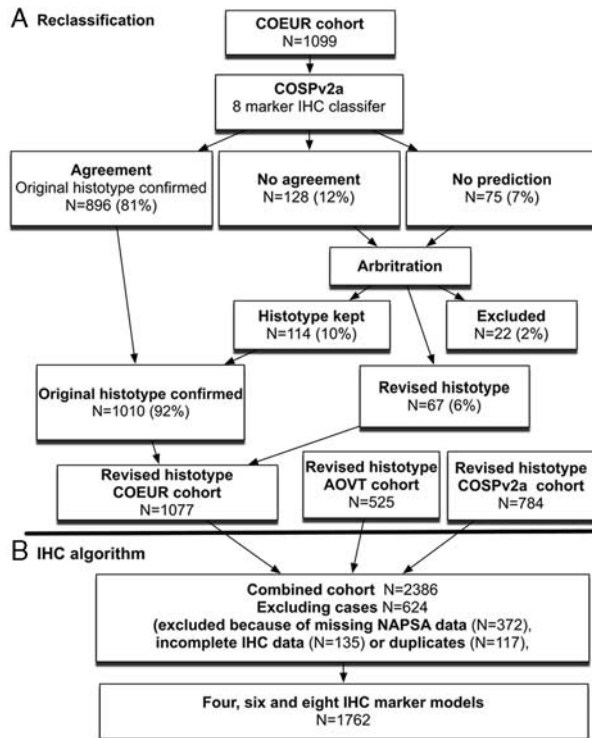 A Reclassification
COEUR cohort
N=1099
COSPv2a
8 marker IHC classifer
Agreement
Original histotype confirmed
N=896 (81%)
No agreement
N=128 (12%)
No prediction
N=75 (7%)
Arbritration
Histotype kept
N=114 (10%)
Excluded
N=22 (2%)
Original histotype confirmed
N=1010 (92%)
Revised histotype
N=67 (6%)
Revised histotype
COEUR cohort
N=1077
Revised histotype
AOVT cohort
N=525
Revised histotype
COSPv2a cohort
N=784
B IHC algorithm
Combined cohort N=2386
Excluding cases N=624
(excluded because of missing NAPSA data (N=372),
incomplete IHC data (N=135) or duplicates (N=117),
Four, six and eight IHC marker models
N=1762